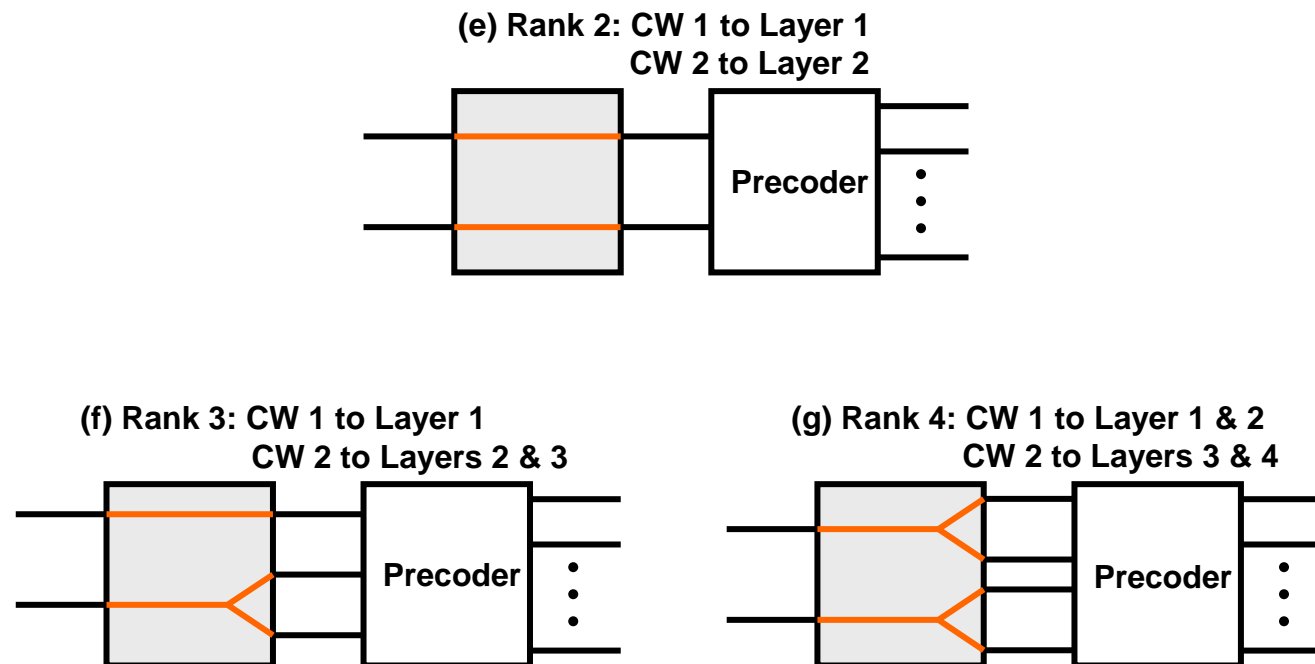 (e) Rank 2: CW 1 to Layer 1
CW 2 to Layer 2
Precoder
(f) Rank 3: CW 1 to Layer 1
CW 2 to Layers 2 & 3
Precoder
(g) Rank 4: CW 1 to Layer 1 & 2
CW 2 to Layers 3 & 4
Precoder